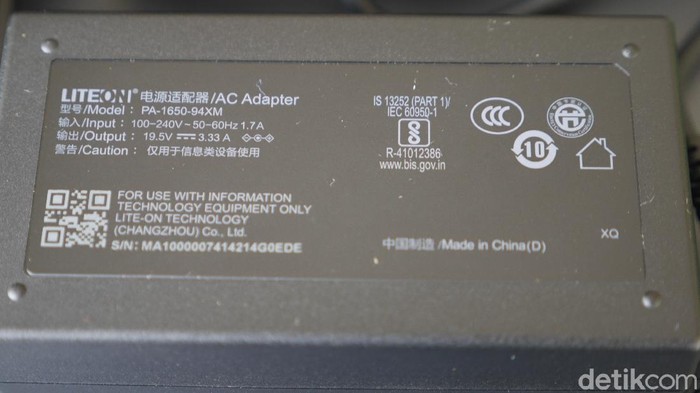 LITEON 电源适配器/AC Adapter
型号/Model: PA-1650-94XM
输入/Input: 100-240V~50-60Hz 1.7A
输出/Output: 19.5V 3.33A
警告/Caution: 仅用于信息类设备使用
FOR USE WITH INFORMATION
TECHNOLOGY EQUIPMENT ONLY
LITE-ON TECHNOLOGY
(CHANGZHOU) Co., Ltd.
S/N: MA1000007414214G0EDE
IS 13252 (PART 1)/
IEC 60950-1
R-41012386
www.bis.gov.in
CCC
10
中国制造 /Made in China(D)
XQ
detikcom